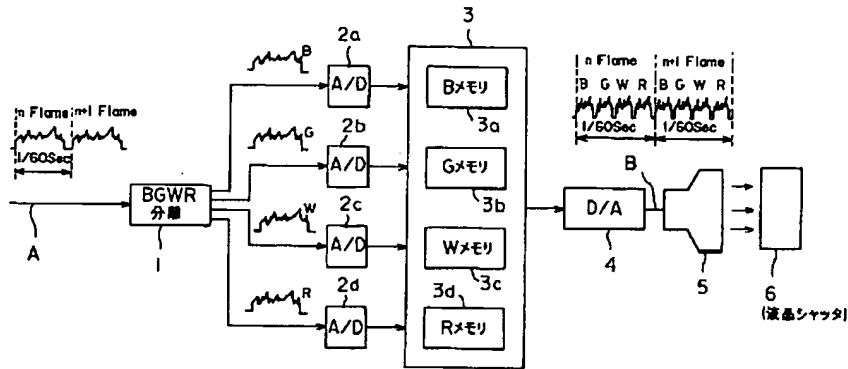 n Flame n+1 Flame
1/60Sec
A
BGWR
分離
1
B
2a
A/D
G
2b
A/D
W
2c
A/D
R
2d
A/D
3
Bメモリ
3a
Gメモリ
3b
Wメモリ
3c
3d
Rメモリ
D/A
4
B
n Flame n+1 Flame
B G W R B G W R
1/60Sec 1/60Sec
5
6
(液晶シャッタ)